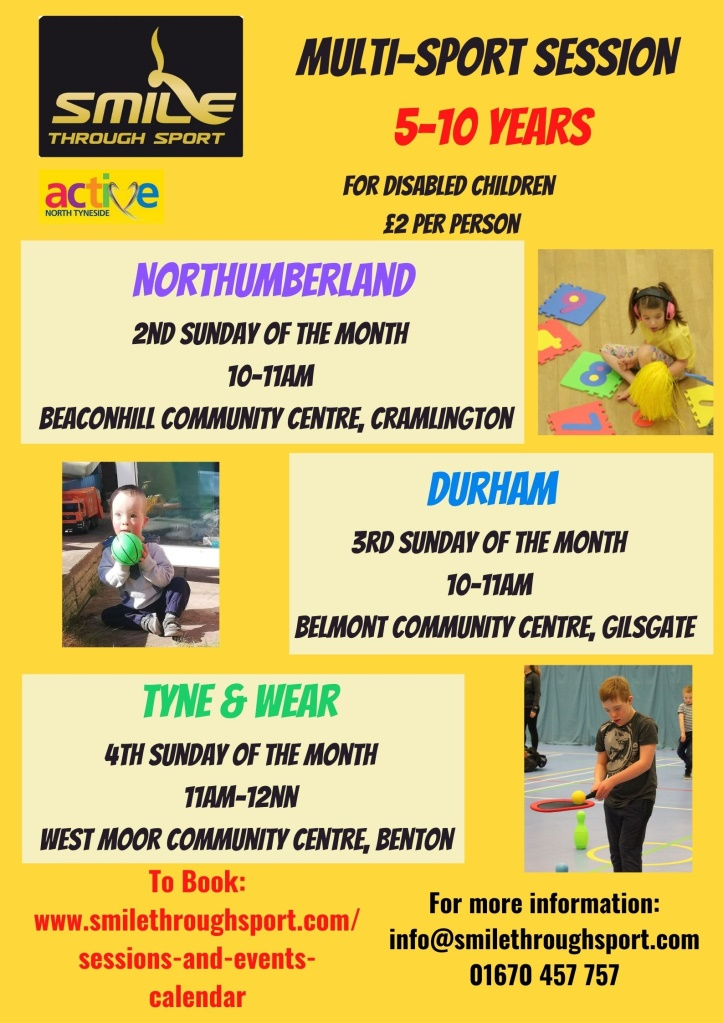 SMILE
THROUGH SPORT
MULTI-SPORT SESSION
5-10 YEARS
active
NORTH TYNESIDE
FOR DISABLED CHILDREN
£2 PER PERSON
NORTHUMBERLAND
2ND SUNDAY OF THE MONTH
10-11AM
BEACONHILL COMMUNITY CENTRE, CRAMLINGTON
9
8
7
DURHAM
3RD SUNDAY OF THE MONTH
10-11AM
BELMONT COMMUNITY CENTRE, GILSGATE
TYNE & WEAR
4TH SUNDAY OF THE MONTH
11AM-12NN
WEST MOOR COMMUNITY CENTRE, BENTON
To Book:
www.smilethroughsport.com/
sessions-and-events-
calendar
For more information:
info@smilethroughsport.com
01670 457 757